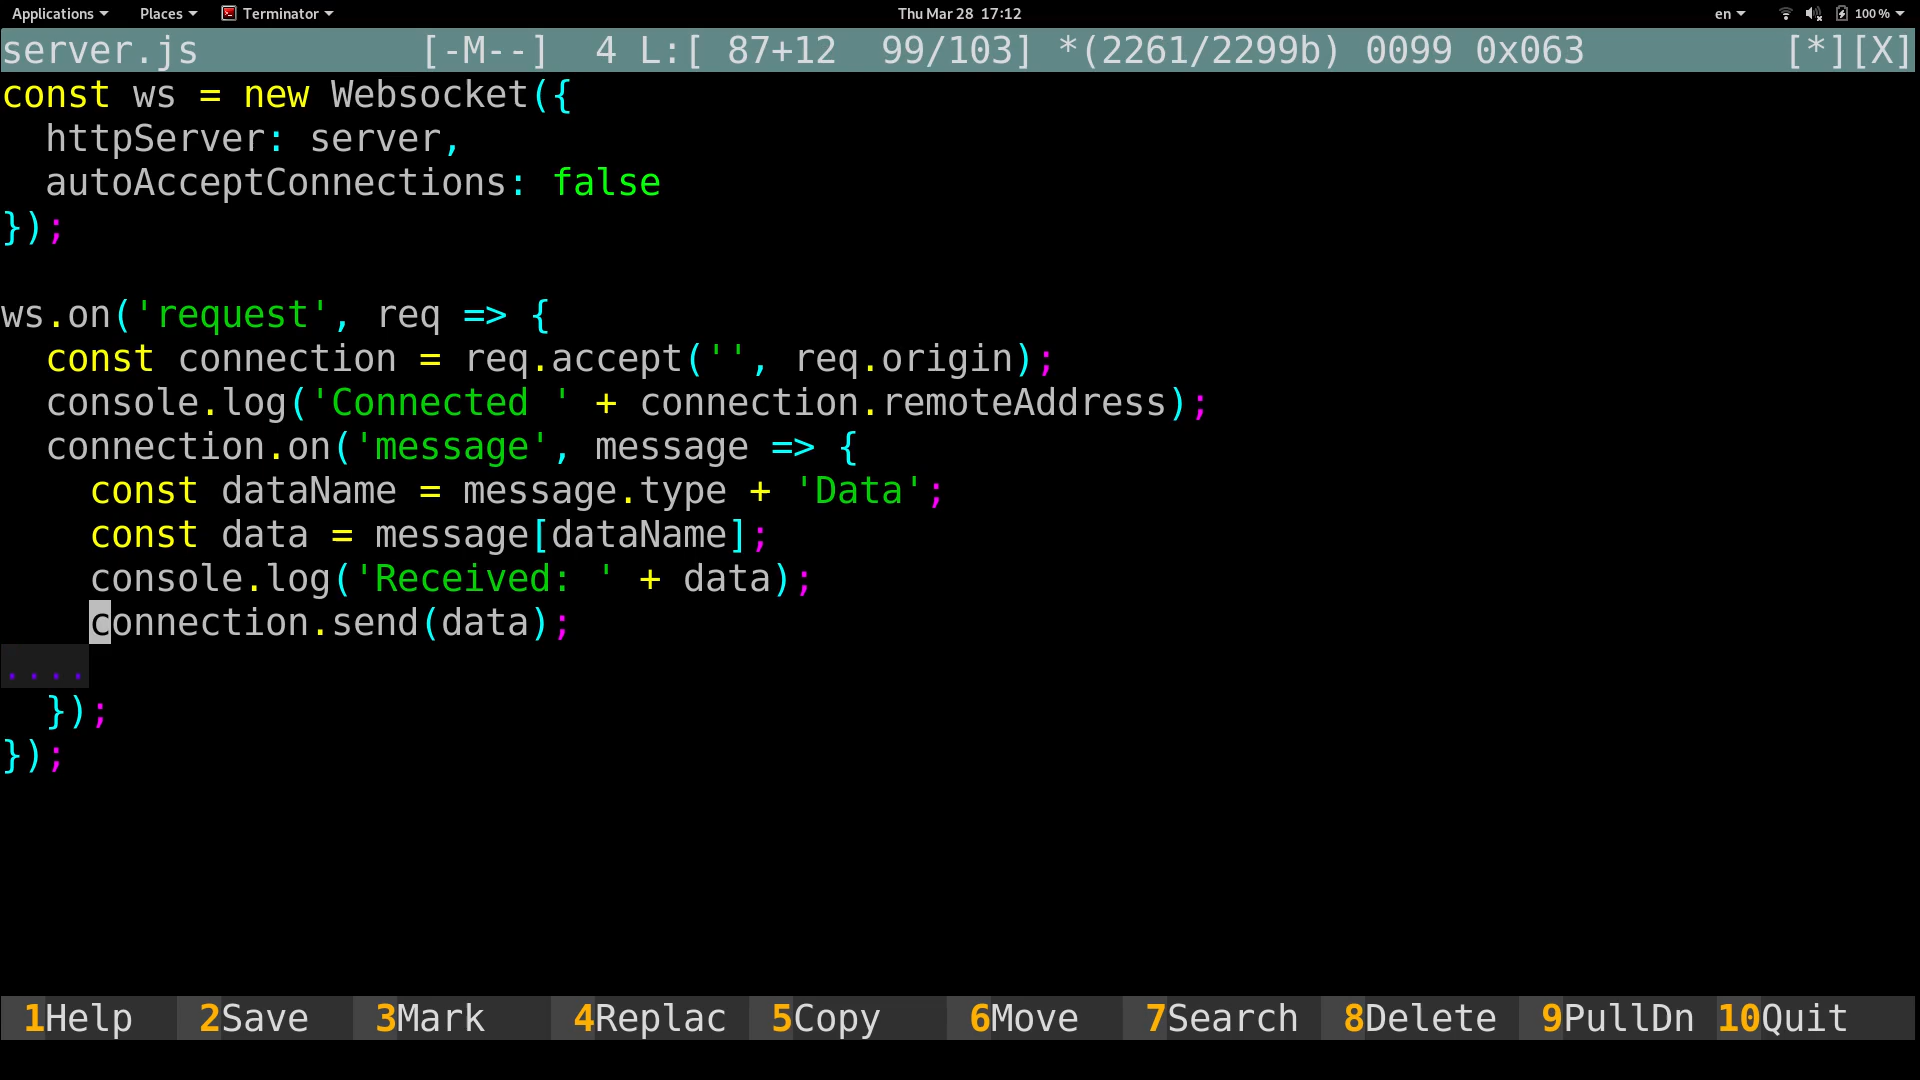 Applications Places Terminator Thu Mar 28 17:12 en 100 %
server.js [-M--] 4 L:[ 87+12 99/103] *(2261/2299b) 0099 0x063 [*][X]
const ws = new Websocket({
  httpServer: server,
  autoAcceptConnections: false
});

ws.on('request', req => {
  const connection = req.accept('', req.origin);
  console.log('Connected ' + connection.remoteAddress);
  connection.on('message', message => {
    const dataName = message.type + 'Data';
    const data = message[dataName];
    console.log('Received: ' + data);
    connection.send(data);
....
  });
});
1Help 2Save 3Mark 4Replac 5Copy 6Move 7Search 8Delete 9PullDn 10Quit